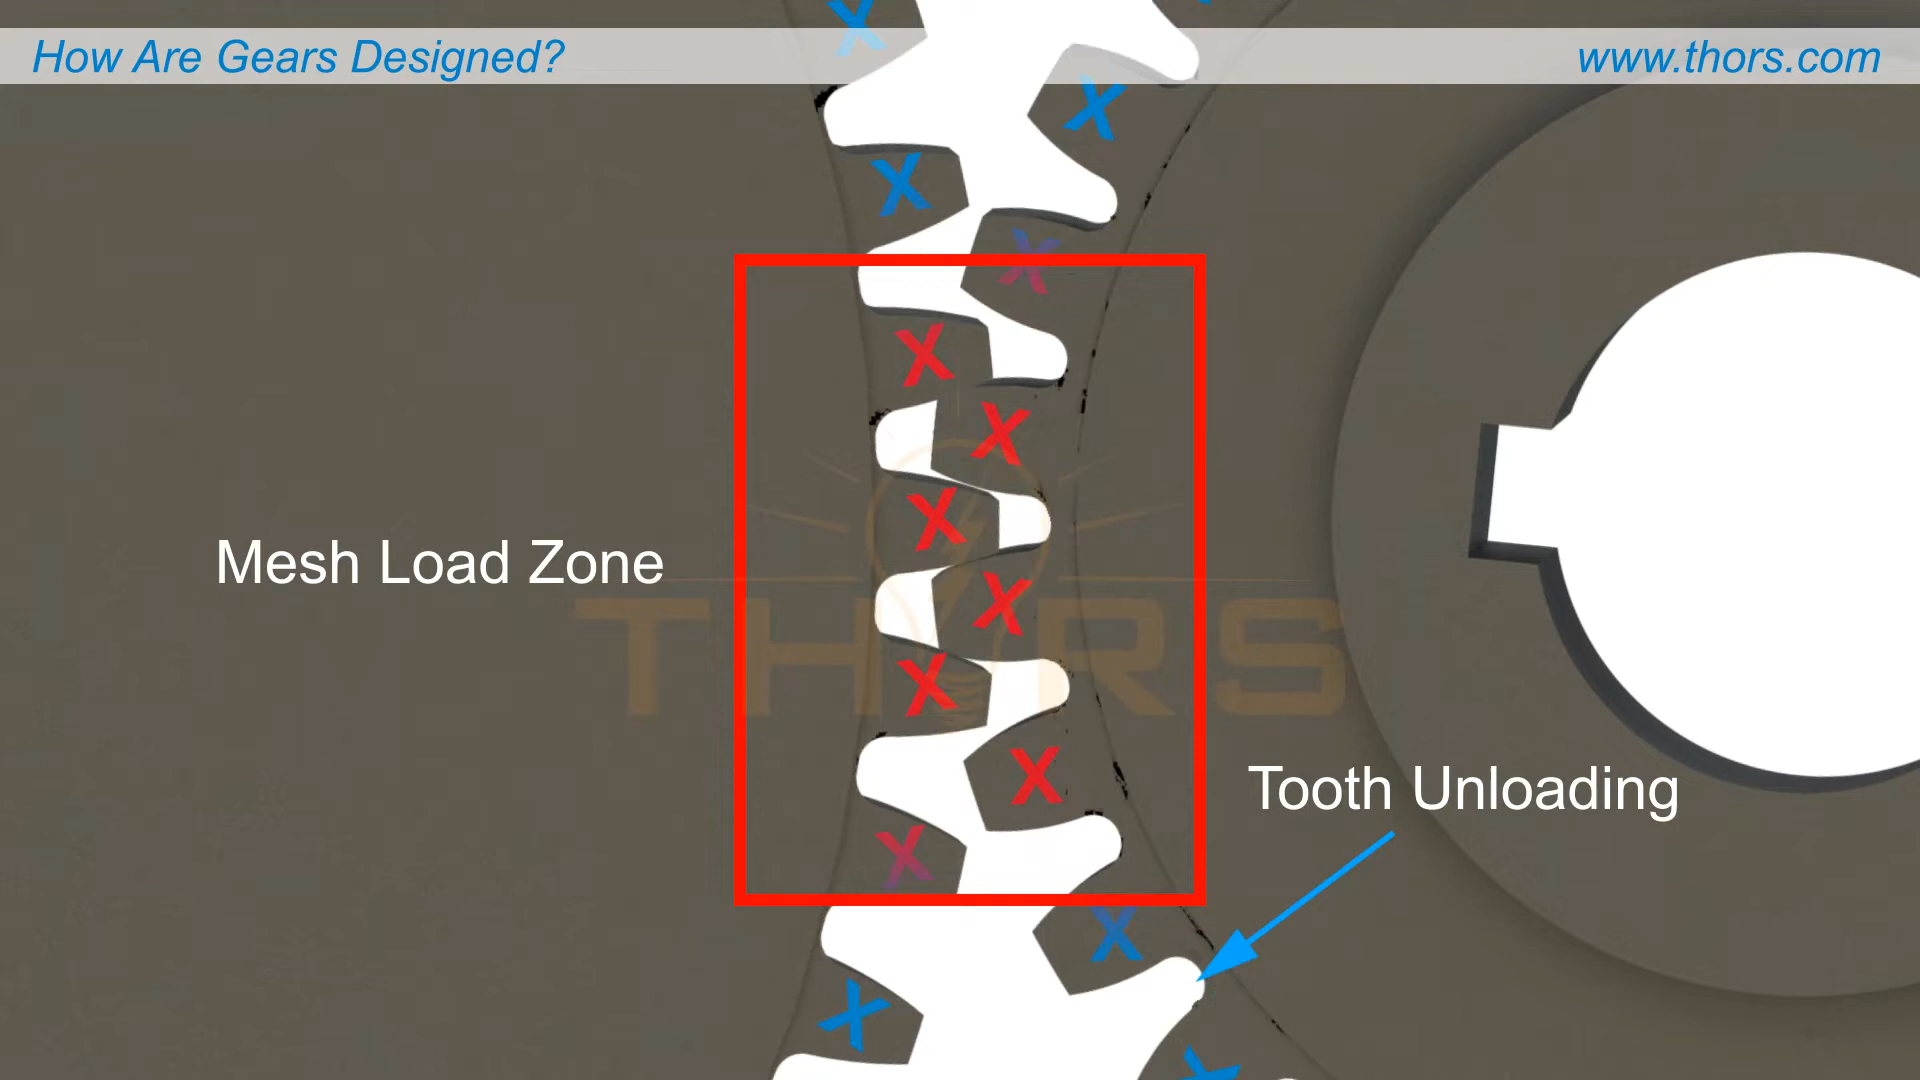 How Are Gears Designed?
www.thors.com
X
X
X
X
X
X
X
X
X
Mesh Load Zone
THORS
X
Tooth Unloading
X
X
X
X
X